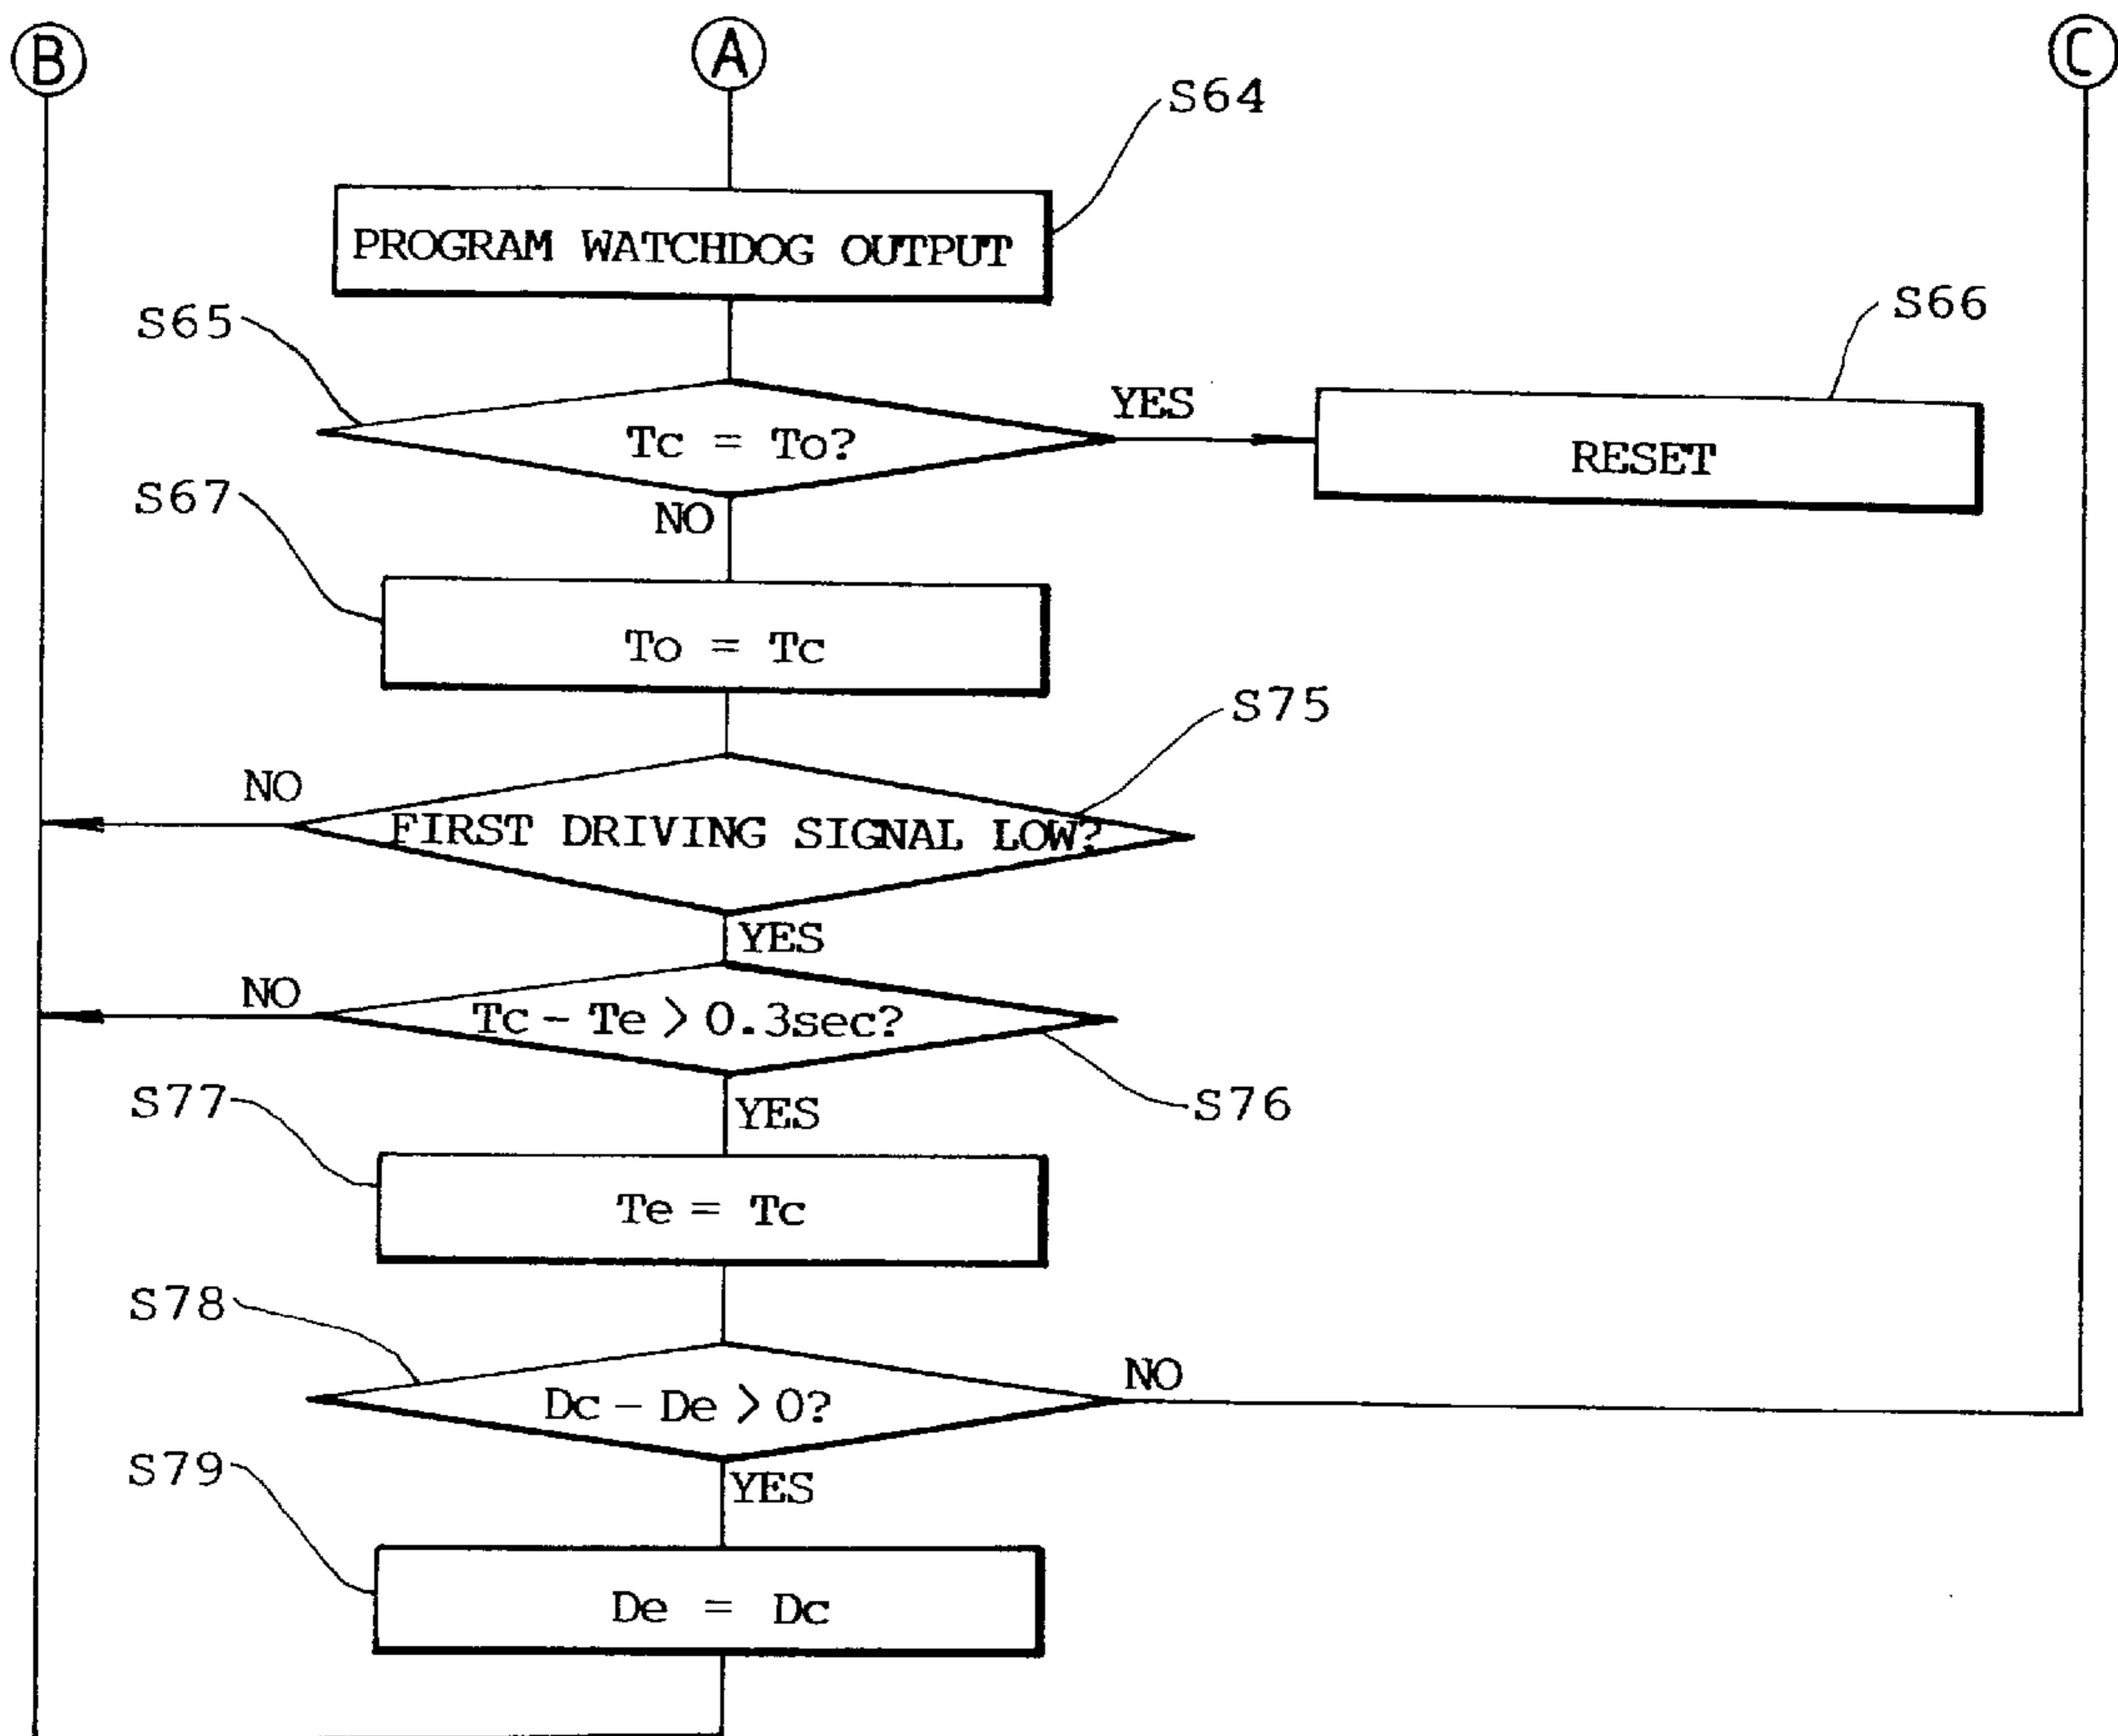 B
A
C
S64
PROGRAM WATCHDOG OUTPUT
S65
S66
YES
Tc = To?
RESET
S67
NO
To = Tc
S75
NO
FIRST DRIVING SIGNAL LOW?
YES
NO
Tc - Te > 0.3sec?
S77
YES
S76
Te = Tc
S78
NO
Dc - De > 0?
S79
YES
De = Dc